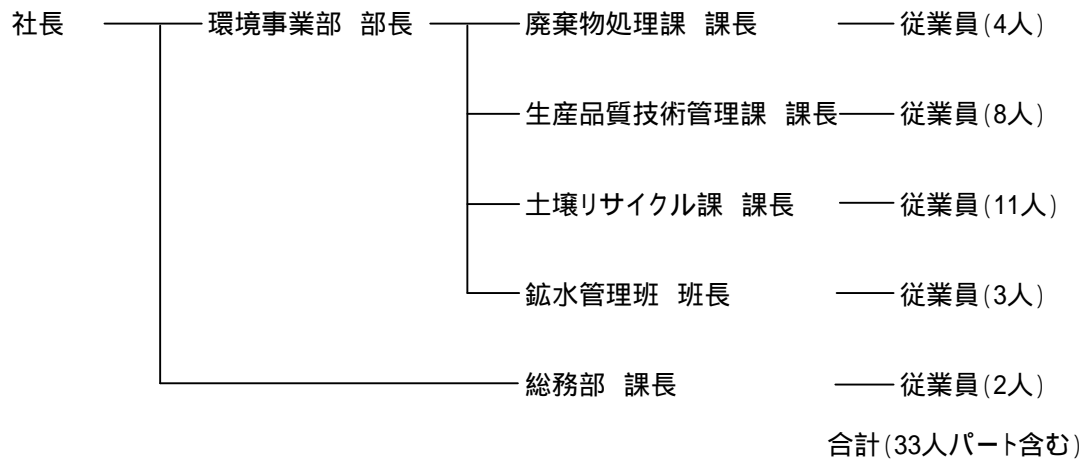 社長 環境事業部 部長 廃棄物処理課 課長 従業員(4人)
生産品質技術管理課 課長 従業員(8人)
土壌リサイクル課 課長 従業員(11人)
鉱水管理班 班長 従業員(3人)
総務部 課長 従業員(2人)
合計(33人パート含む)